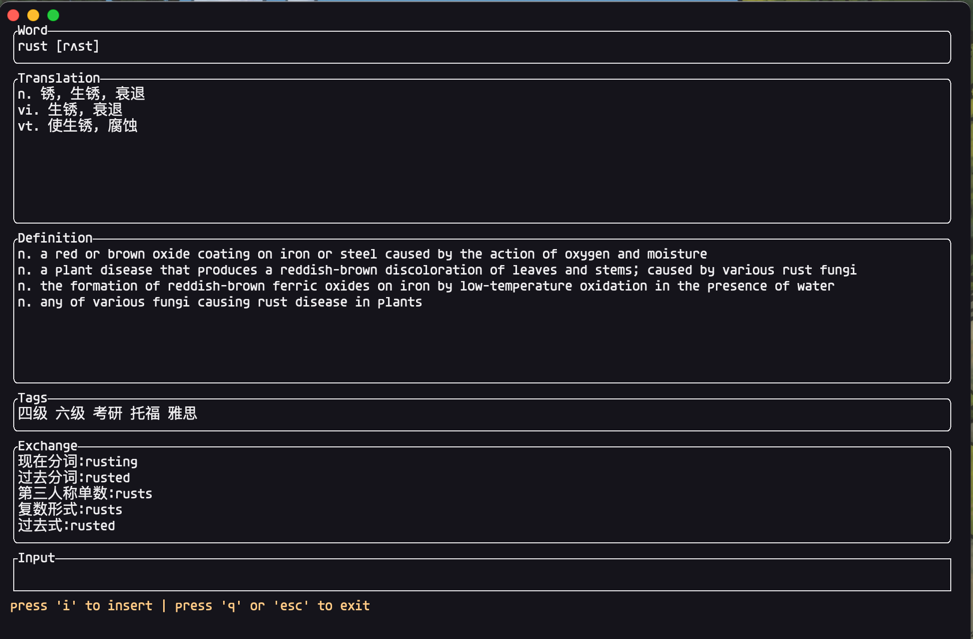 Word
rust [rʌst]
Translation
n. 锈, 生锈, 衰退
vi. 生锈, 衰退
vt. 使生锈, 腐蚀
Definition
n. a red or brown oxide coating on iron or steel caused by the action of oxygen and moisture
n. a plant disease that produces a reddish-brown discoloration of leaves and stems; caused by various rust fungi
n. the formation of reddish-brown ferric oxides on iron by low-temperature oxidation in the presence of water
n. any of various fungi causing rust disease in plants
Tags
四级 六级 考研 托福 雅思
Exchange
现在分词:rusting
过去分词:rusted
第三人称单数:rusts
复数形式:rusts
过去式:rusted
Input
press 'i' to insert | press 'q' or 'esc' to exit